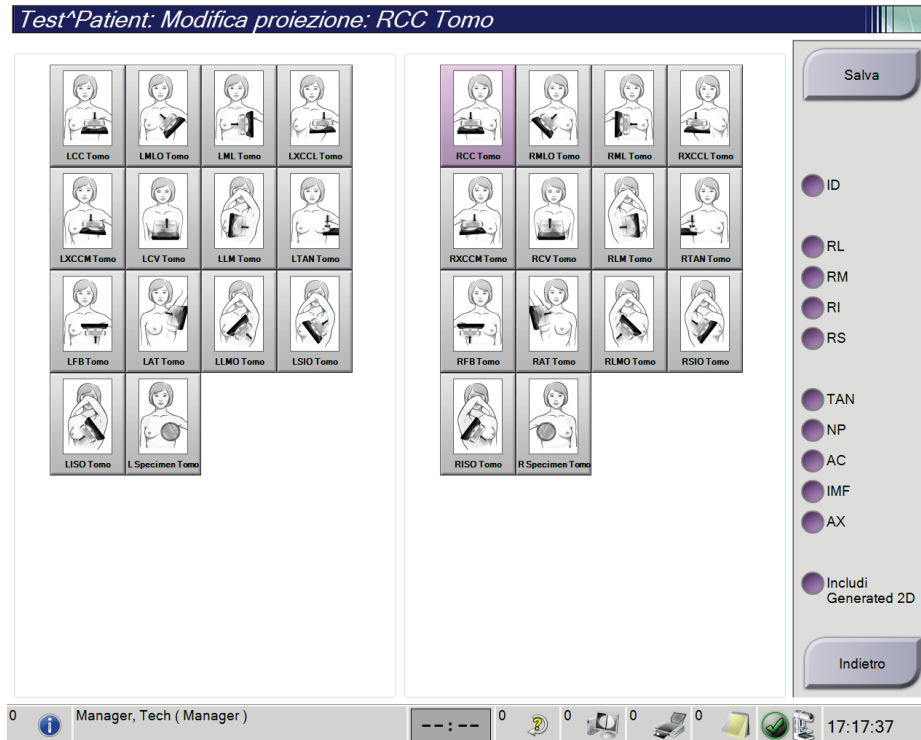 Test^Patient: Modifica proiezione: RCC Tomo
LCC Tomo
LMLO Tomo
LML Tomo
LXCCL Tomo
LXCCM Tomo
LCV Tomo
LLM Tomo
LTAN Tomo
LFB Tomo
LAT Tomo
LLMO Tomo
LSIO Tomo
LISO Tomo
L Specimen Tomo
RCC Tomo
RMLO Tomo
RML Tomo
RXCCL Tomo
RXCCM Tomo
RCV Tomo
RLM Tomo
RTAN Tomo
RFB Tomo
RAT Tomo
RLMO Tomo
RSIO Tomo
RISO Tomo
R Specimen Tomo
Salva
ID
RL
RM
RI
RS
TAN
NP
AC
IMF
AX
Includi
Generated 2D
Indietro
0
Manager, Tech ( Manager )
--:--
0
0
0
0
17:17:37